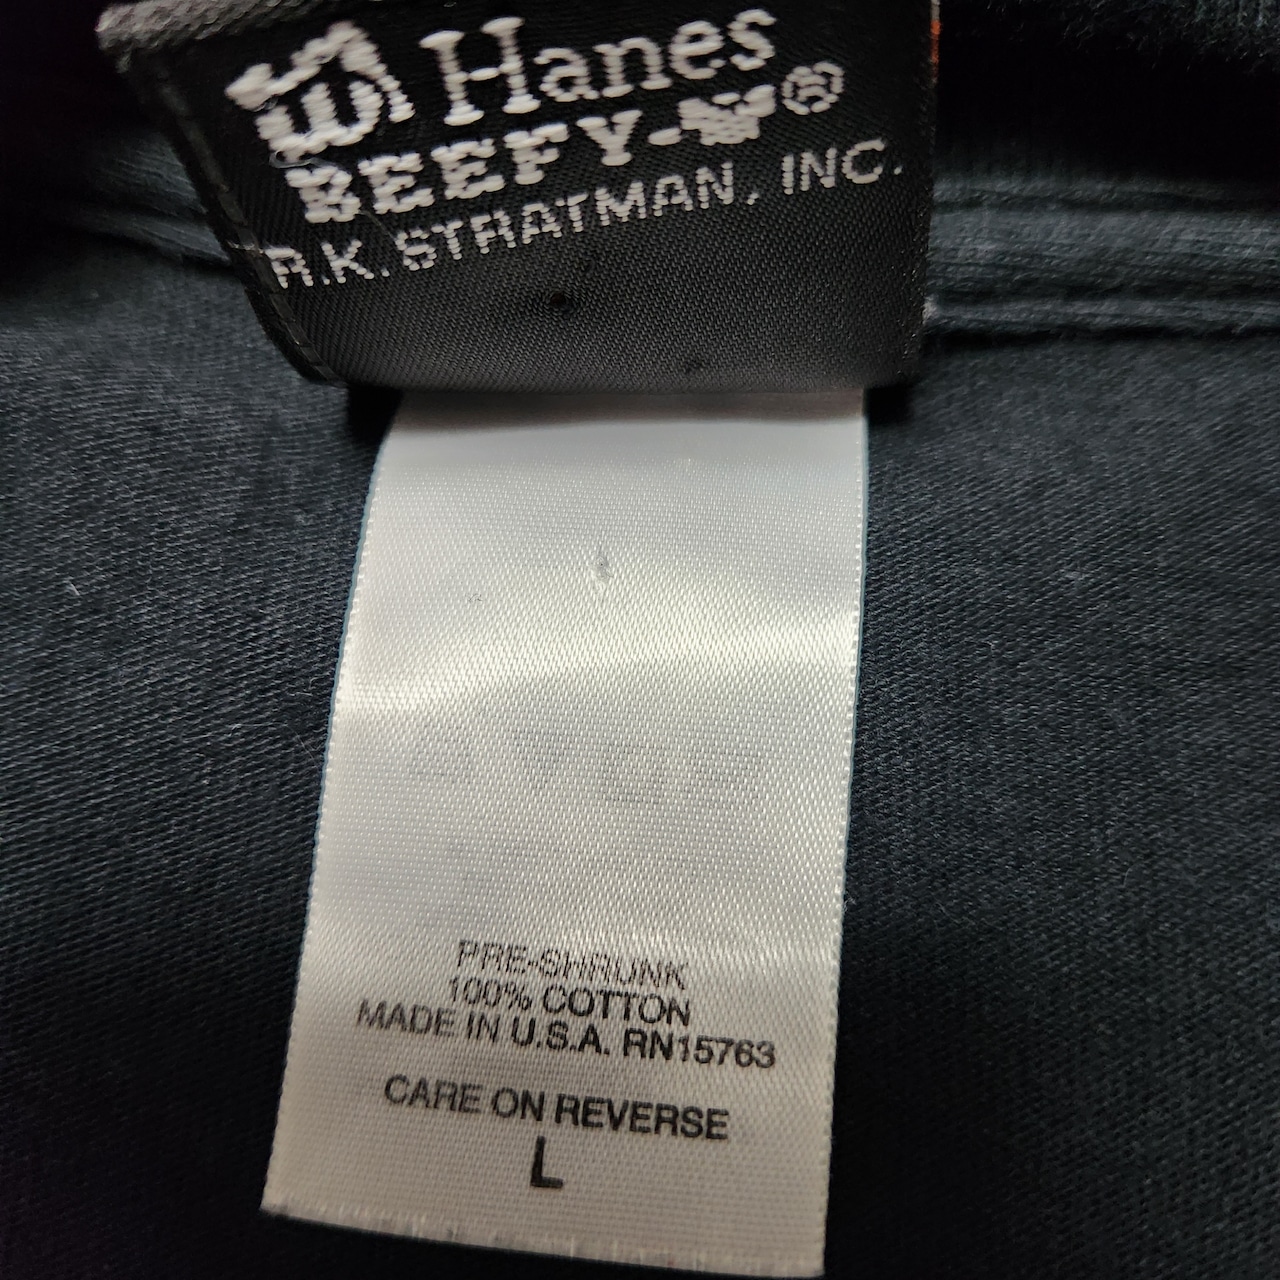 Hanes
BEEFY-T®
R.K. STRATMAN, INC.
PRE-SHRUNK
100% COTTON
MADE IN U.S.A. RN15763
CARE ON REVERSE
L